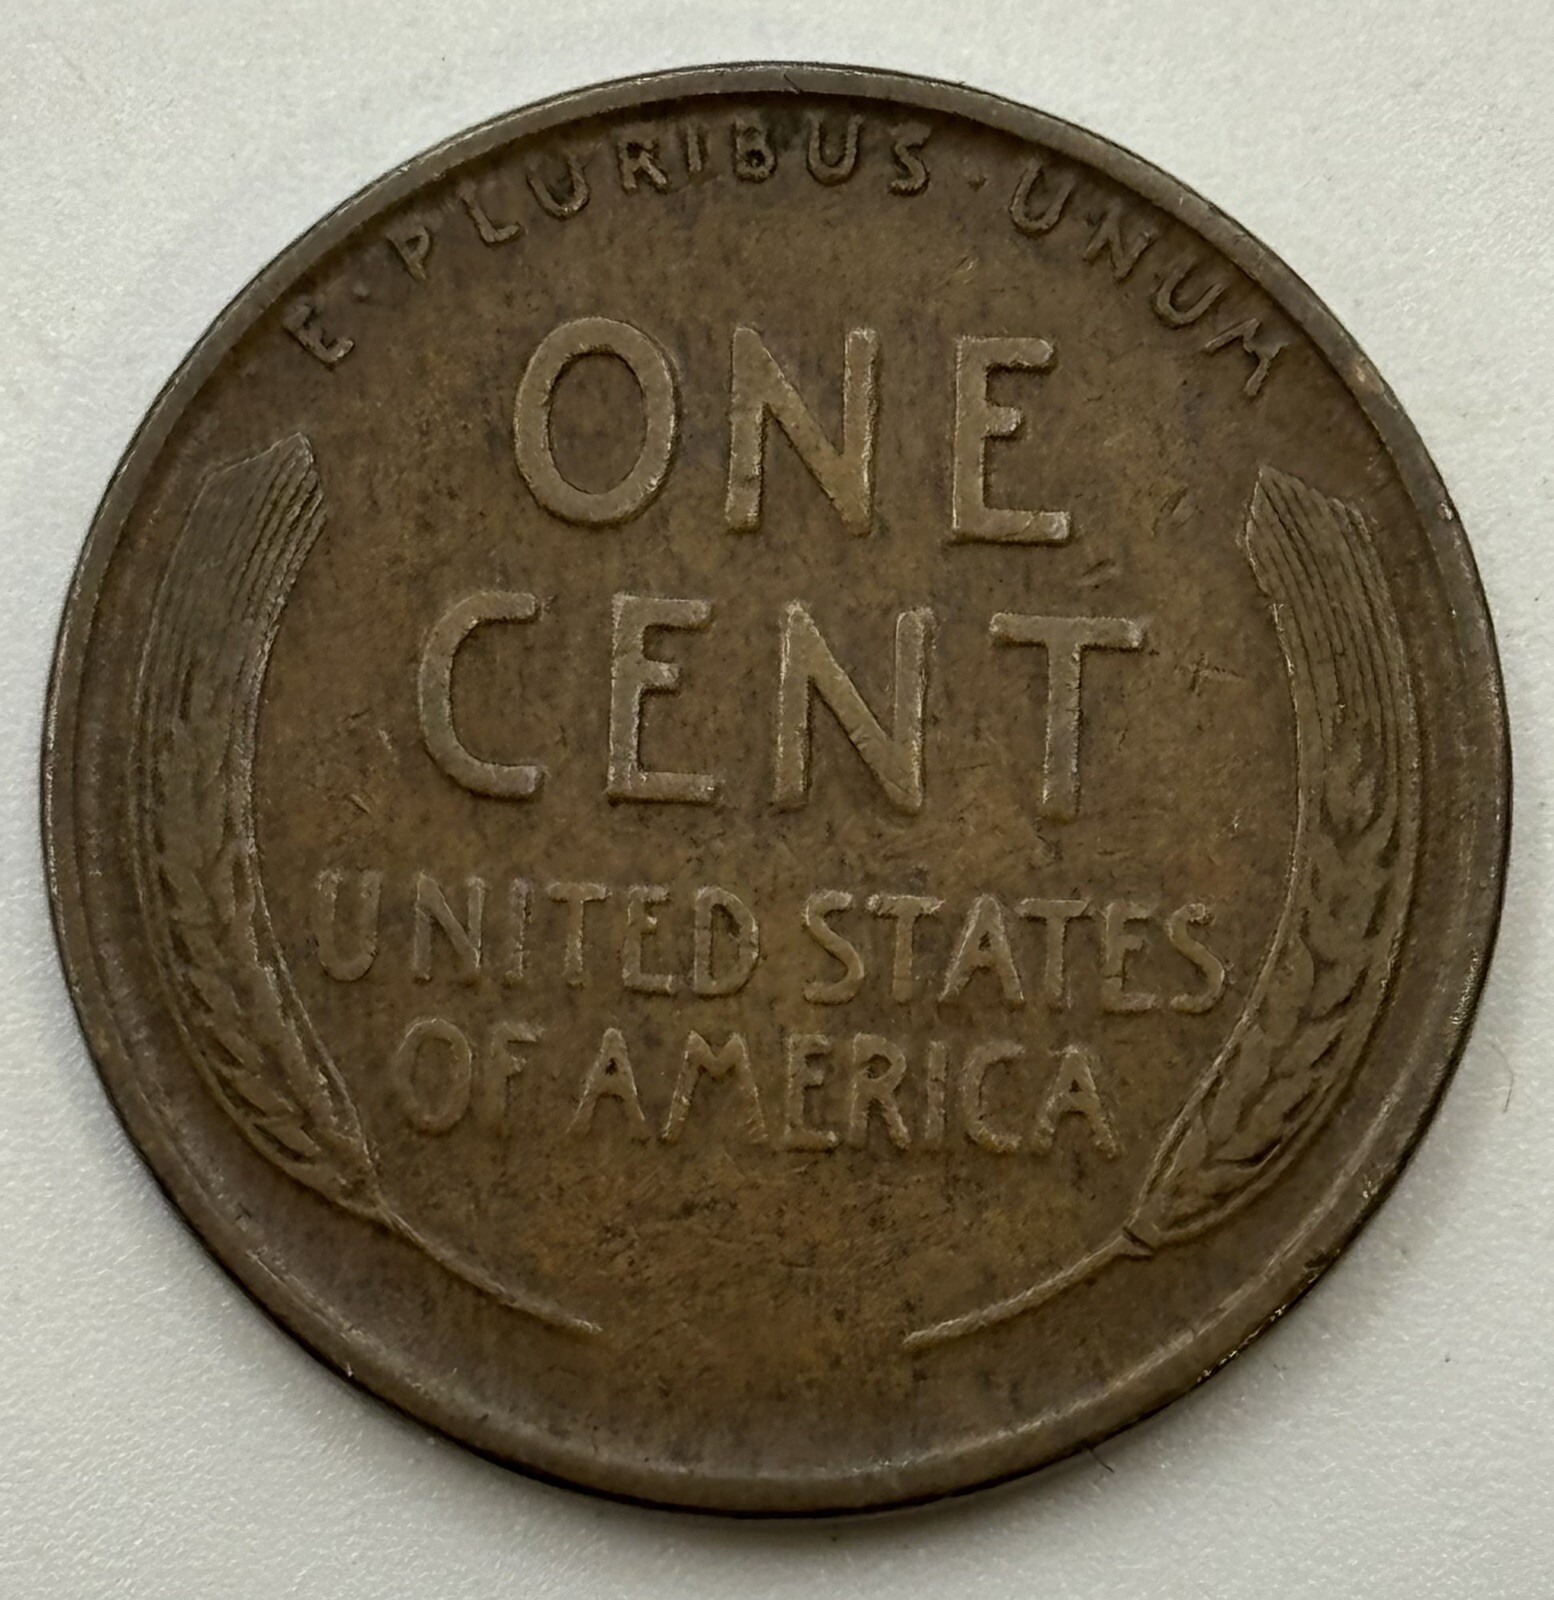 E · PLURIBUS · UNUM
ONE
CENT
UNITED STATES
OF AMERICA